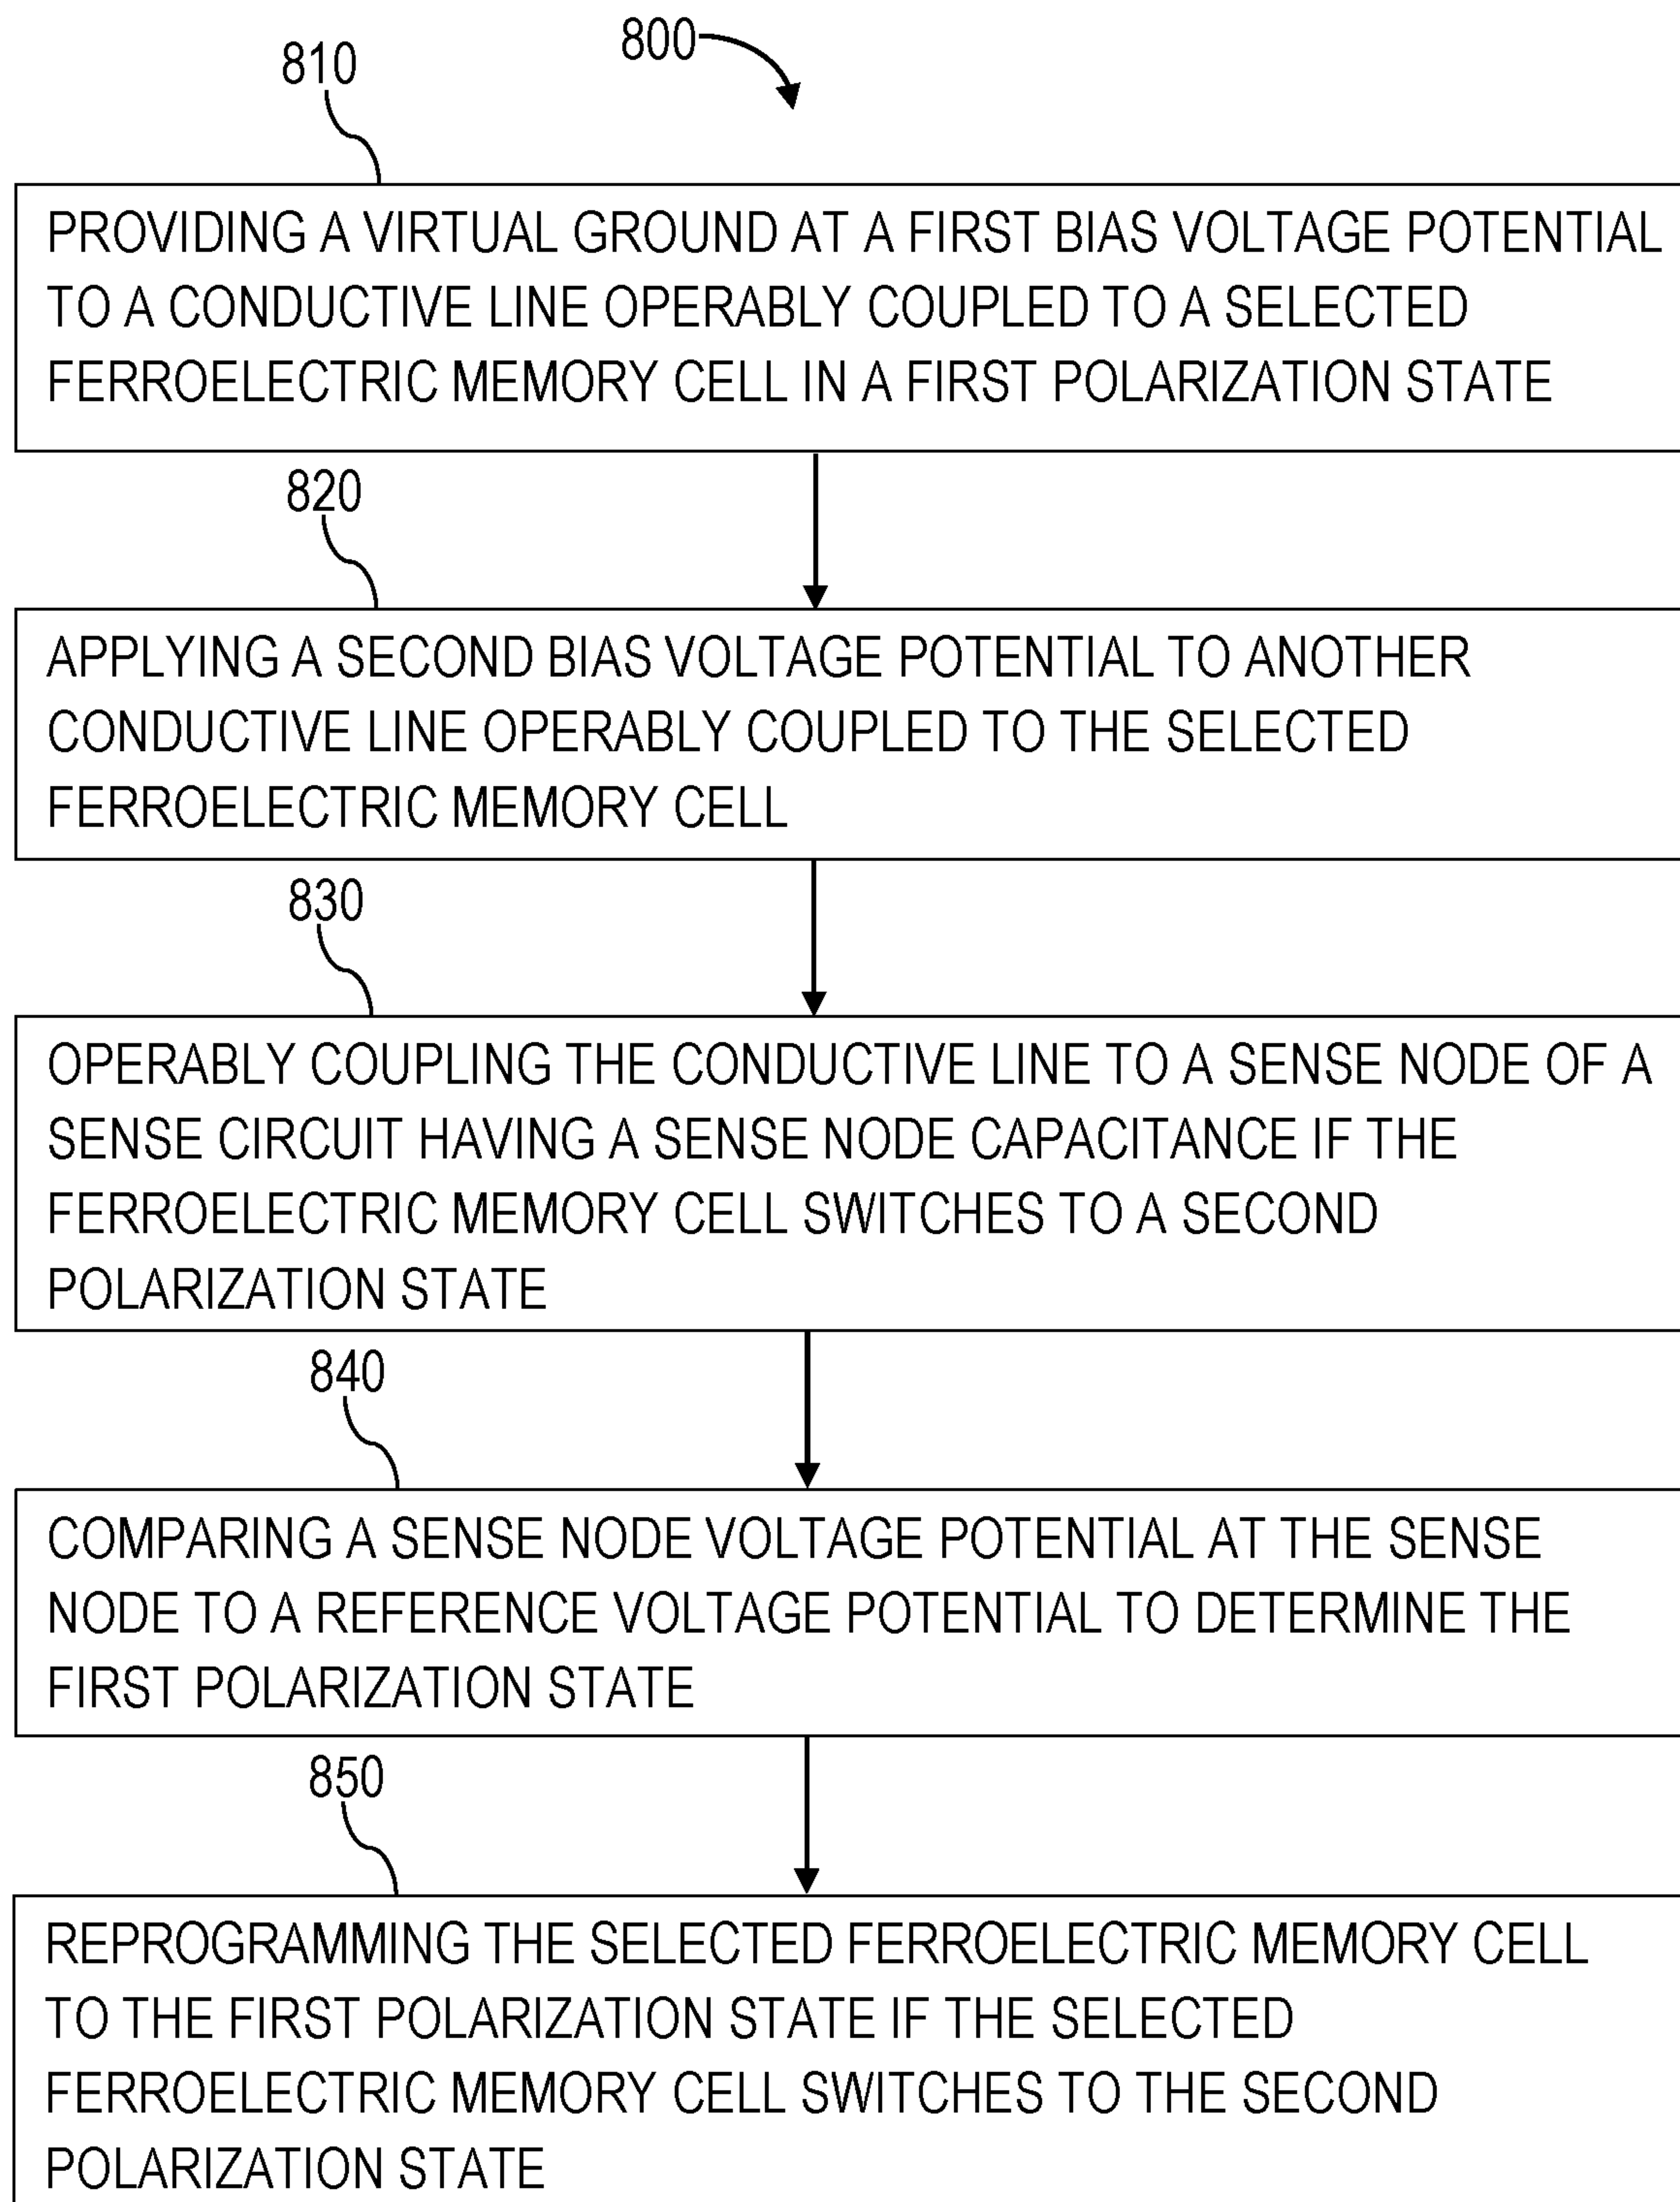 800
810
PROVIDING A VIRTUAL GROUND AT A FIRST BIAS VOLTAGE POTENTIAL
TO A CONDUCTIVE LINE OPERABLY COUPLED TO A SELECTED
FERROELECTRIC MEMORY CELL IN A FIRST POLARIZATION STATE
820
APPLYING A SECOND BIAS VOLTAGE POTENTIAL TO ANOTHER
CONDUCTIVE LINE OPERABLY COUPLED TO THE SELECTED
FERROELECTRIC MEMORY CELL
830
OPERABLY COUPLING THE CONDUCTIVE LINE TO A SENSE NODE OF A
SENSE CIRCUIT HAVING A SENSE NODE CAPACITANCE IF THE
FERROELECTRIC MEMORY CELL SWITCHES TO A SECOND
POLARIZATION STATE
840
COMPARING A SENSE NODE VOLTAGE POTENTIAL AT THE SENSE
NODE TO A REFERENCE VOLTAGE POTENTIAL TO DETERMINE THE
FIRST POLARIZATION STATE
850
REPROGRAMMING THE SELECTED FERROELECTRIC MEMORY CELL
TO THE FIRST POLARIZATION STATE IF THE SELECTED
FERROELECTRIC MEMORY CELL SWITCHES TO THE SECOND
POLARIZATION STATE